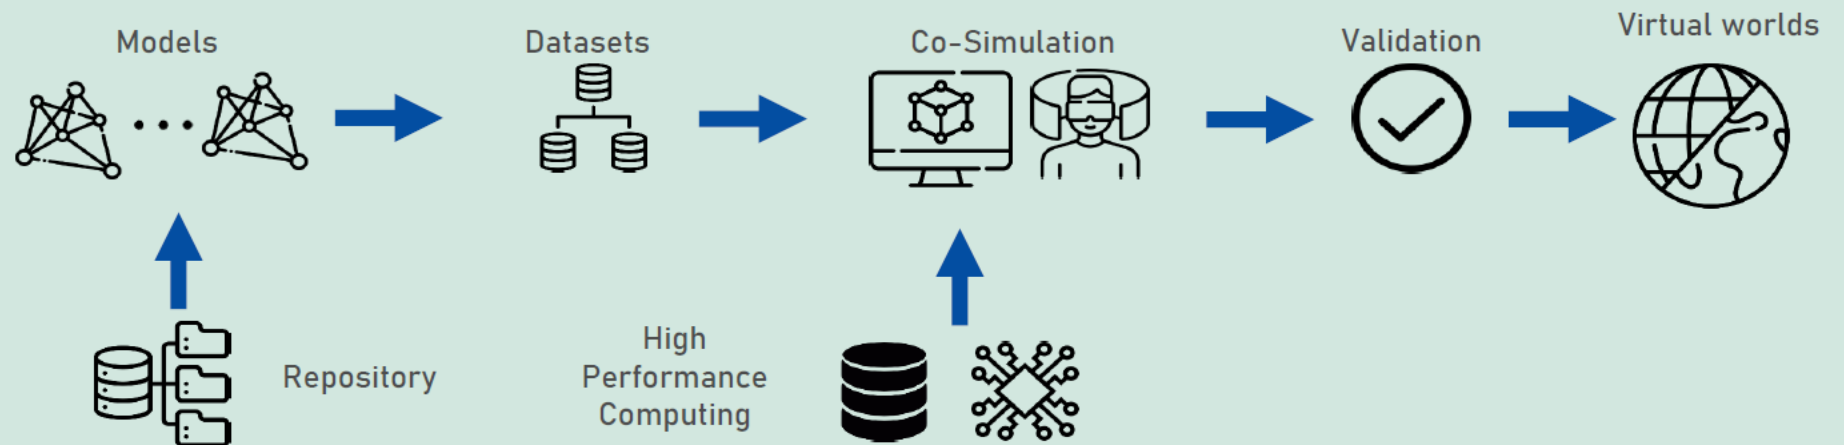 Models
Datasets
Co-Simulation
Validation
Virtual worlds
Repository
High
Performance
Computing